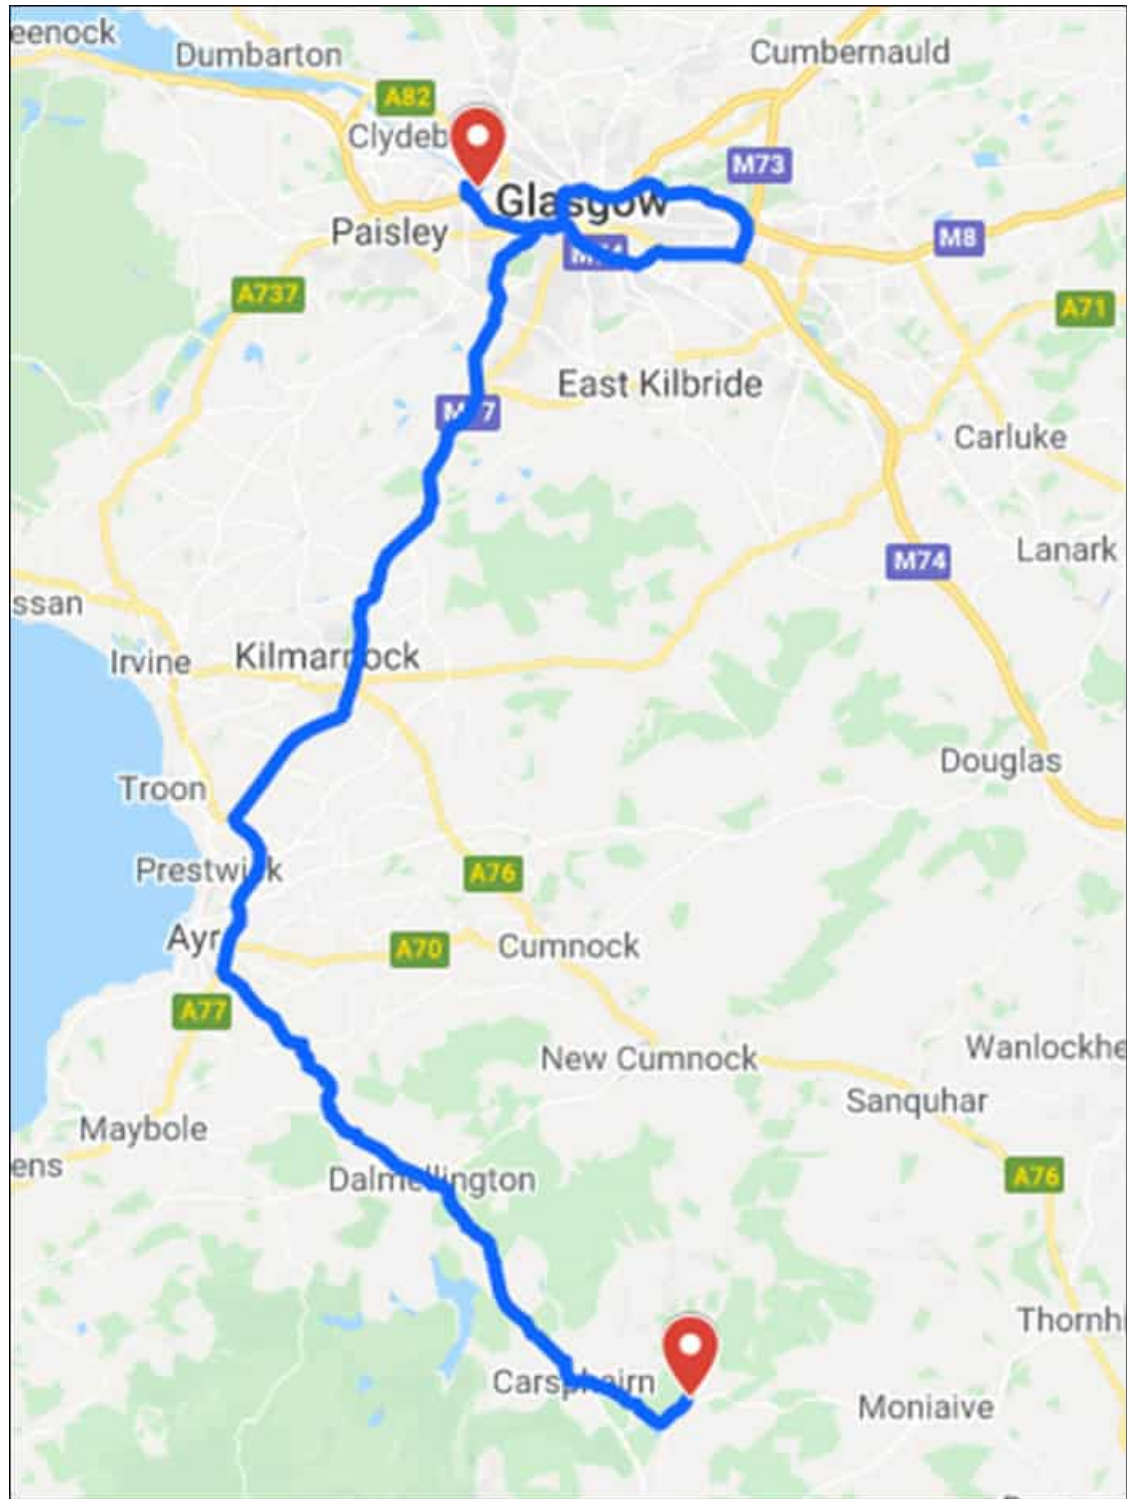 eenock
Dumbarton
Cumbernauld
A82
Clydeb
M73
Glasgow
Paisley
M8
A737
A71
East Kilbride
Carluke
M74
Lanark
ssan
Irvine
Kilmarnock
Douglas
Troon
Prestwick
A76
Ayr
A70
Cumnock
A77
New Cumnock
Wanlockhe
Sanquhar
Maybole
ens
A76
Dalmellington
Thornhi
Carsphairn
Moniaive